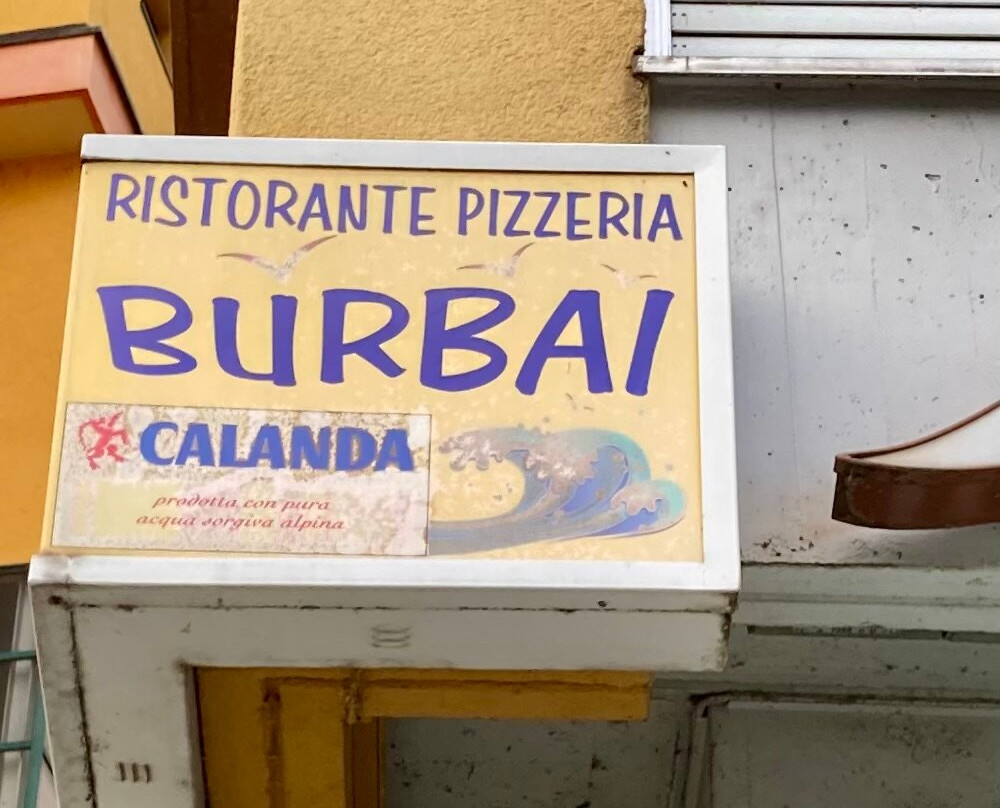 RISTORANTE PIZZERIA
BURBAI
CALANDA
prodotta con pura
acqua sorgiva alpina